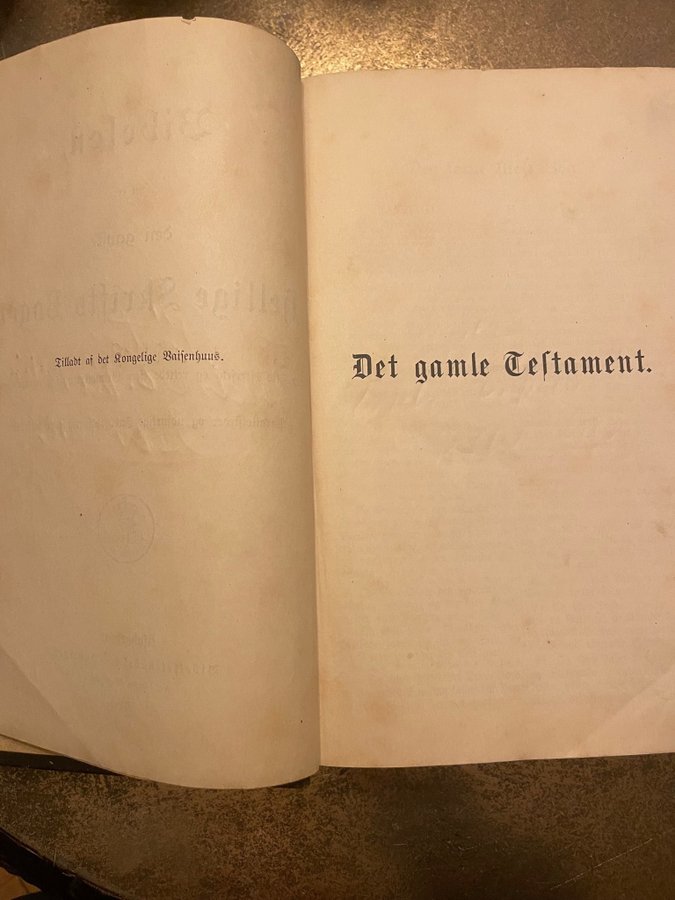 Tilladt af det Kongelige Vaisenhuus.
Det gamle Testament.